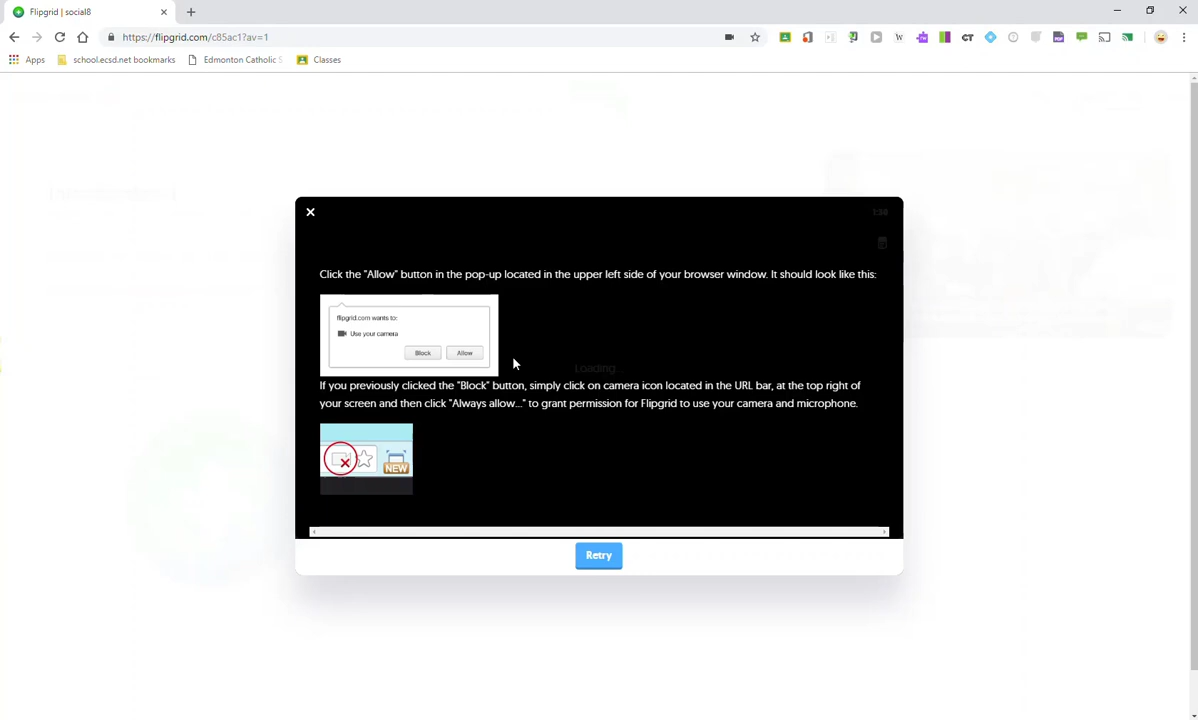 Flipgrid | social8
https://flipgrid.com/c85ac1?av=1
Apps school.ecsd.net bookmarks Edmonton Catholic S Classes
1:38
Click the "Allow" button in the pop-up located in the upper left side of your browser window. It should look like this:
flipgrid.com wants to:
Use your camera
Block Allow
Loading...
If you previously clicked the "Block" button, simply click on camera icon located in the URL bar, at the top right of
your screen and then click "Always allow..." to grant permission for Flipgrid to use your camera and microphone.
NEW
Retry